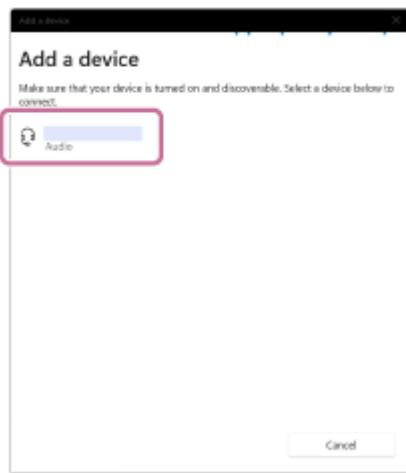 Add a device
Add a device
Make sure that your device is turned on and discoverable. Select a device below to
connect.
Audio
Cancel